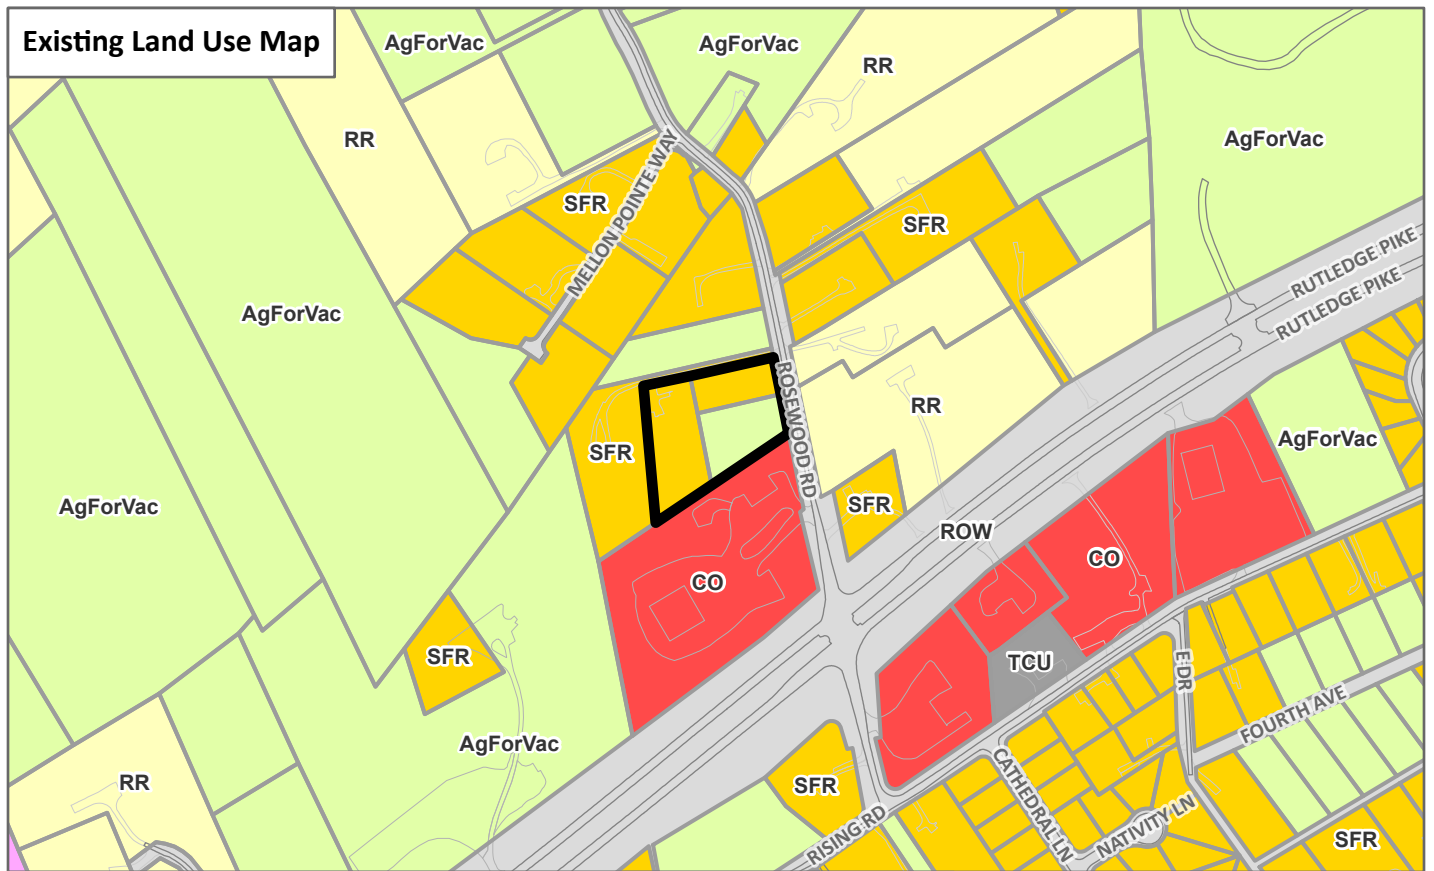 Existing Land Use Map
AgForVac
AgForVac
RR
RR
AgForVac
MELLON POINTE WAY
SFR
SFR
RUTLEDGE PIKE
RUTLEDGE PIKE
AgForVac
ROSEWOOD RD
RR
SFR
AgForVac
AgForVac
SFR
ROW
CO
CO
SFR
TCU
E DR
AgForVac
FOURTH AVE
RR
SFR
CATHEDRAL LN
NATIVITY LN
RISING RD
SFR